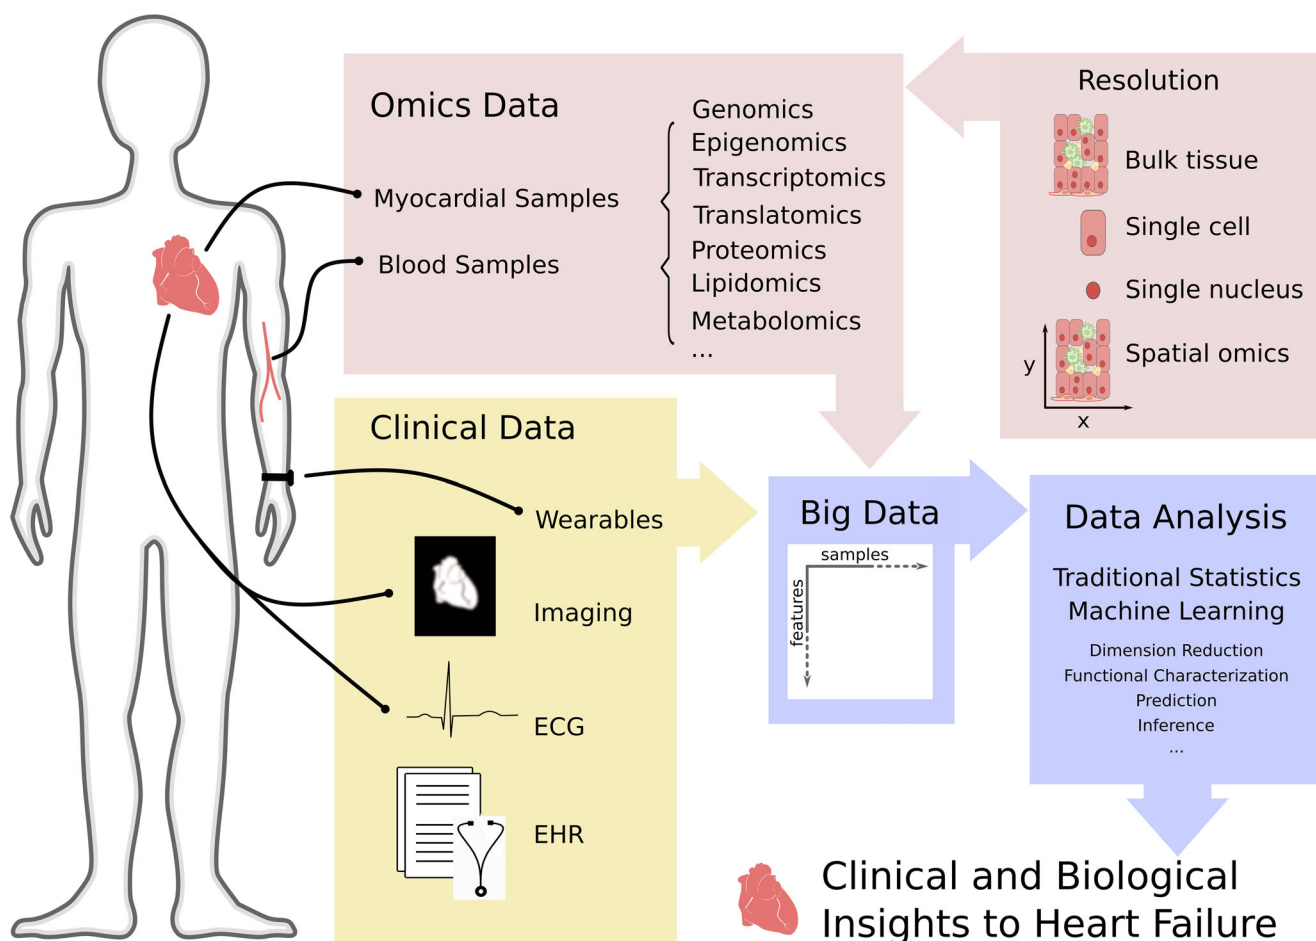 Omics Data
Myocardial Samples
Blood Samples
Genomics
Epigenomics
Transcriptomics
Translatomics
Proteomics
Lipidomics
Metabolomics
...
Resolution
Bulk tissue
Single cell
Single nucleus
Spatial omics
y
x
Clinical Data
Wearables
Imaging
ECG
EHR
Big Data
samples
features
Data Analysis
Traditional Statistics
Machine Learning
Dimension Reduction
Functional Characterization
Prediction
Inference
...
Clinical and Biological
Insights to Heart Failure